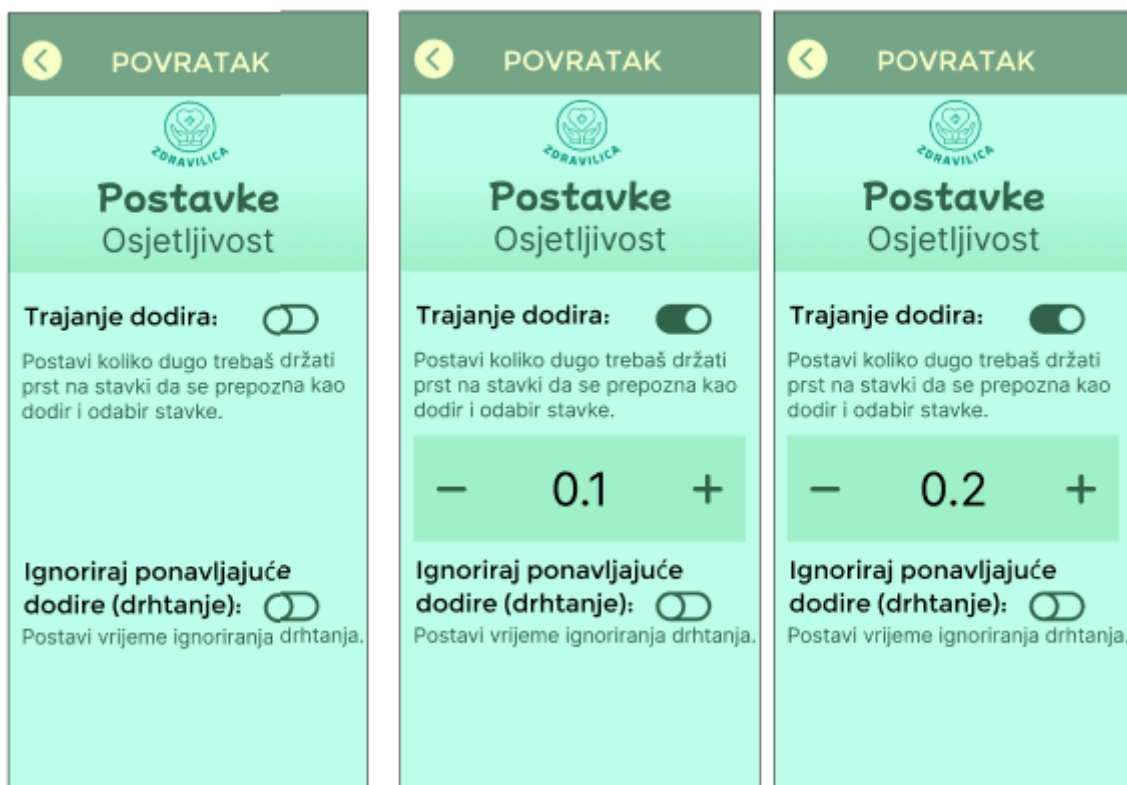 POVRATAK
ZDRAVILICA
Postavke
Osjetljivost
Trajanje dodira:
Postavi koliko dugo trebaš držati
prst na stavki da se prepozna kao
dodir i odabir stavke.
Ignoriraj ponavljajuće
dodire (drhtanje):
Postavi vrijeme ignoriranja drhtanja.
POVRATAK
ZDRAVILICA
Postavke
Osjetljivost
Trajanje dodira:
Postavi koliko dugo trebaš držati
prst na stavki da se prepozna kao
dodir i odabir stavke.
− 0.1 +
Ignoriraj ponavljajuće
dodire (drhtanje):
Postavi vrijeme ignoriranja drhtanja.
POVRATAK
ZDRAVILICA
Postavke
Osjetljivost
Trajanje dodira:
Postavi koliko dugo trebaš držati
prst na stavki da se prepozna kao
dodir i odabir stavke.
− 0.2 +
Ignoriraj ponavljajuće
dodire (drhtanje):
Postavi vrijeme ignoriranja drhtanja.